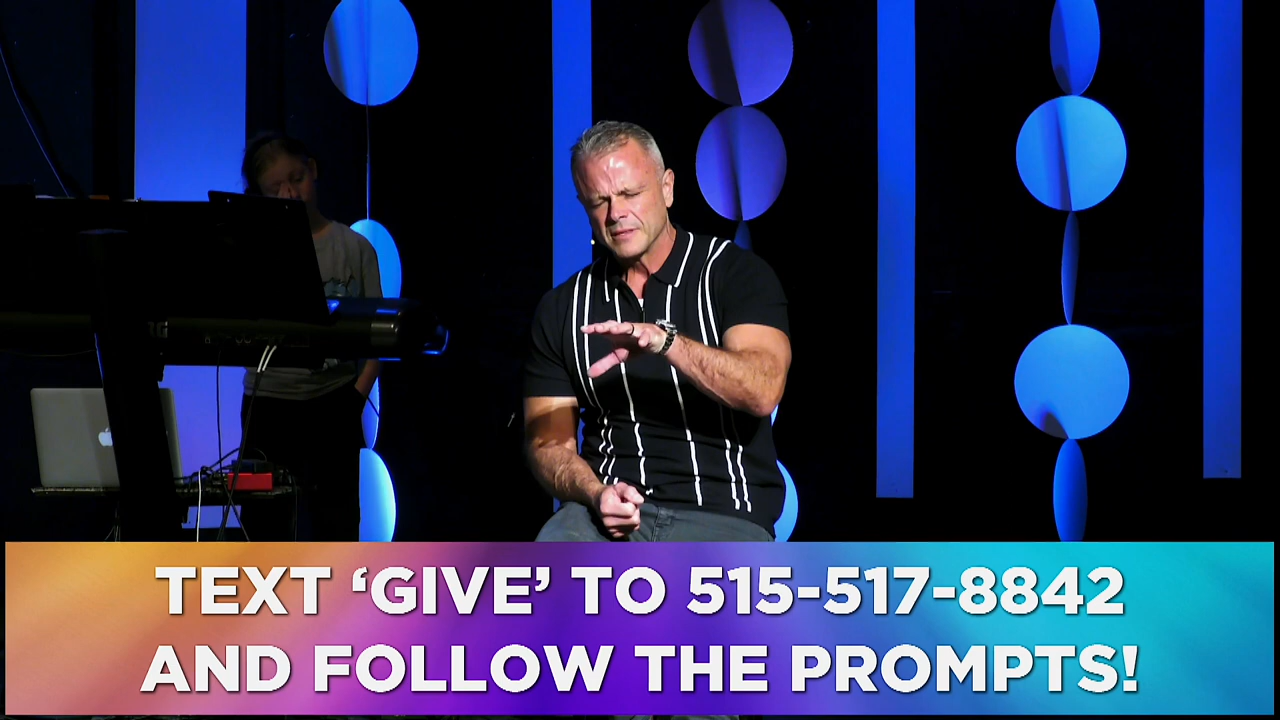 TEXT ‘GIVE’ TO 515-517-8842
AND FOLLOW THE PROMPTS!